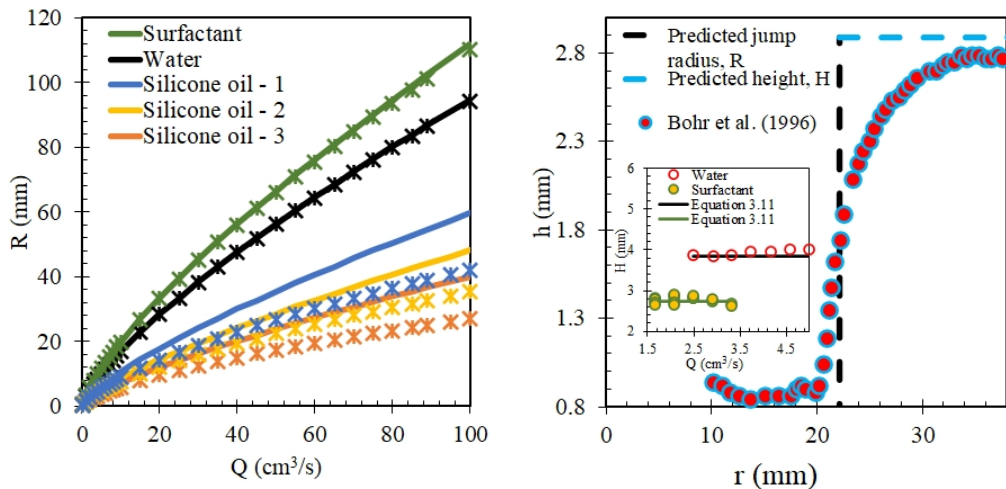 120
100
80
60
40
20
0
R (mm)
Surfactant
Water
Silicone oil - 1
Silicone oil - 2
Silicone oil - 3
0
20
40
60
80
100
Q (cm³/s)
2.8
2.3
1.8
1.3
0.8
h (mm)
Predicted jump
radius, R
Predicted height, H
Bohr et al. (1996)
6
5
4
3
2
H (mm)
Water
Surfactant
Equation 3.11
Equation 3.11
1.5
2.5
3.5
4.5
Q (cm³/s)
0
10
20
30
r (mm)